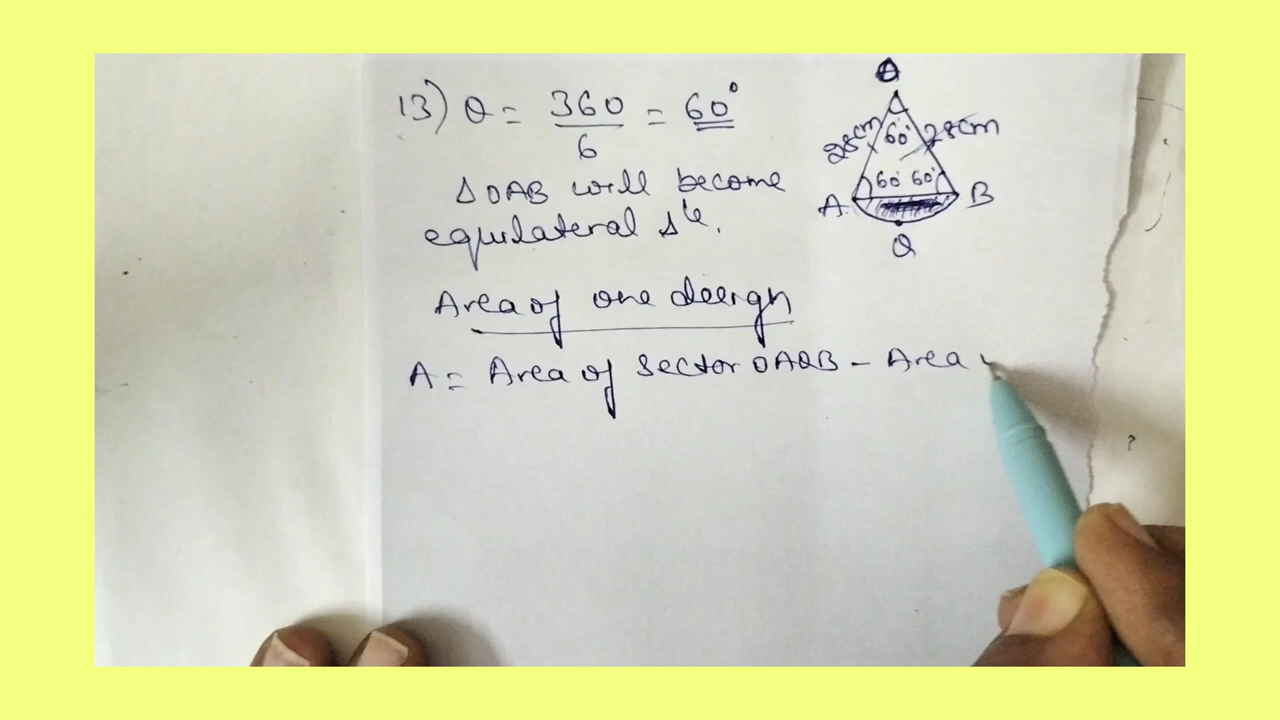 13) θ = 360/6 = 60°
Δ OAB will become
equilateral Δle.
Area of one design
A = Area of sector OAQB - Area
O
28cm 60° 28cm
60° 60°
A B
Q